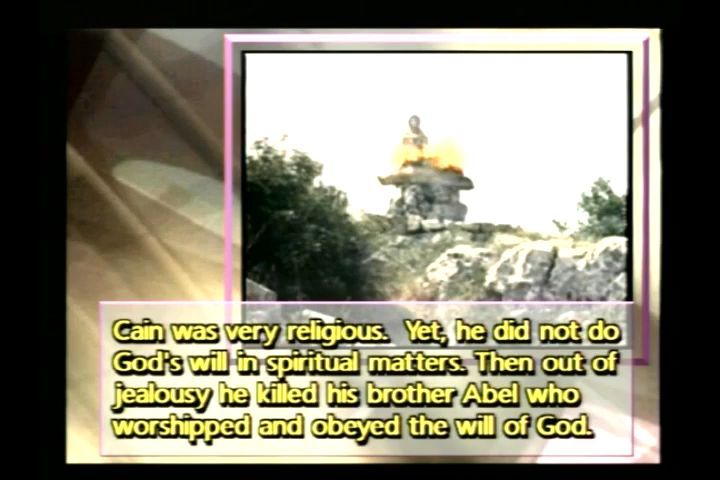 Cain was very religious.  Yet, he did not do
God's will in spiritual matters. Then out of
jealousy he killed his brother Abel who
worshipped and obeyed the will of God.